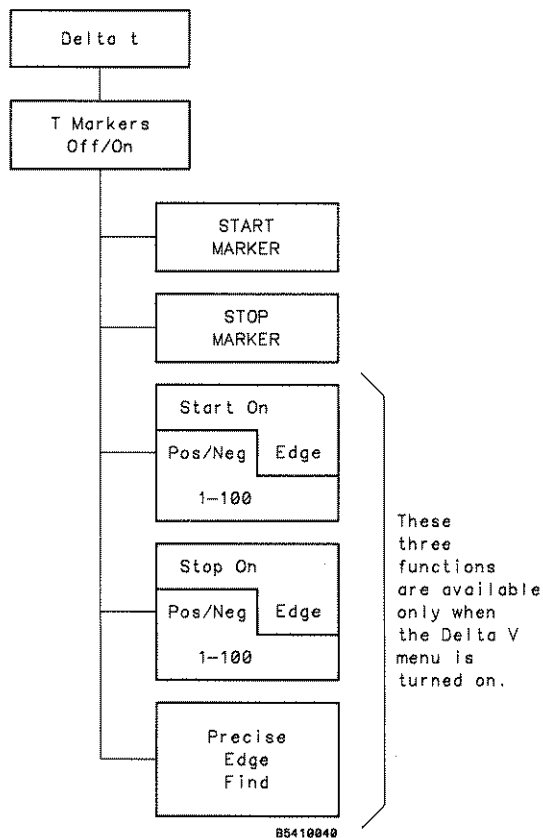 Delta t
T Markers
Off/On
START
MARKER
STOP
MARKER
Start On
Pos/Neg Edge
1-100
Stop On
Pos/Neg Edge
1-100
Precise
Edge
Find
These
three
functions
are available
only when
the Delta V
menu is
turned on.
B5410040